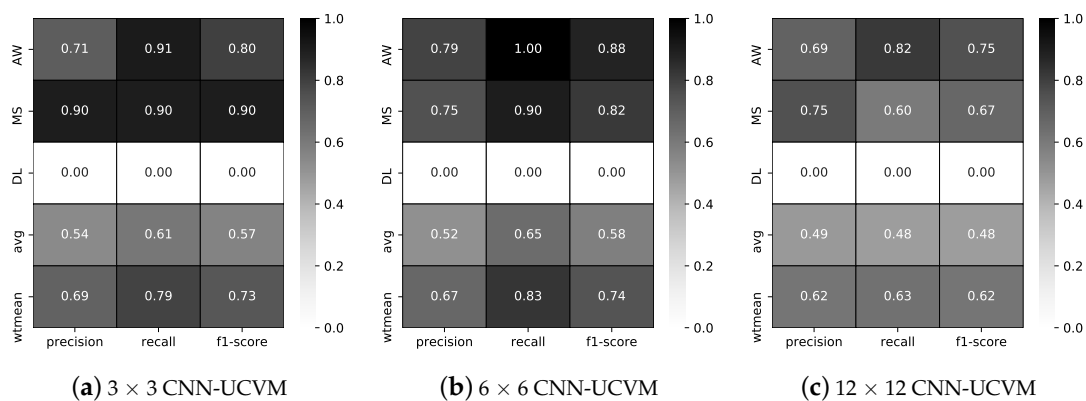 AW 0.71 0.91 0.80 1.0
0.8
MS 0.90 0.90 0.90
0.6
DL 0.00 0.00 0.00
0.4
avg 0.54 0.61 0.57
0.2
wtmean 0.69 0.79 0.73
0.0
precision recall f1-score
(a) 3 × 3 CNN-UCVM
AW 0.79 1.00 0.88 1.0
0.8
MS 0.75 0.90 0.82
0.6
DL 0.00 0.00 0.00
0.4
avg 0.52 0.65 0.58
0.2
wtmean 0.67 0.83 0.74
0.0
precision recall f1-score
(b) 6 × 6 CNN-UCVM
AW 0.69 0.82 0.75 1.0
0.8
MS 0.75 0.60 0.67
0.6
DL 0.00 0.00 0.00
0.4
avg 0.49 0.48 0.48
0.2
wtmean 0.62 0.63 0.62
0.0
precision recall f1-score
(c) 12 × 12 CNN-UCVM